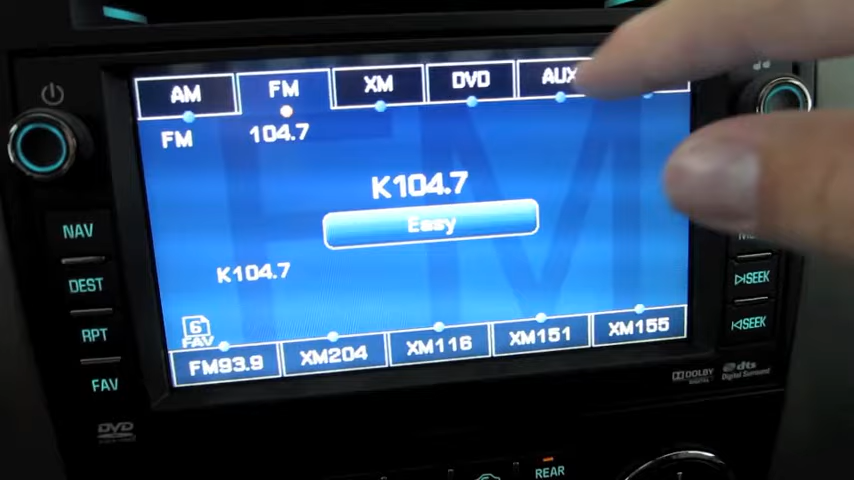 AM FM XM DVD AUX
FM 104.7
K104.7
Easy
K104.7
6
FAV
FM93.9 XM204 XM116 XM151 XM155
NAV
DEST
RPT
FAV
DVD
SEEK
SEEK
DOLBY
DIGITAL
dts
Digital Surround
REAR